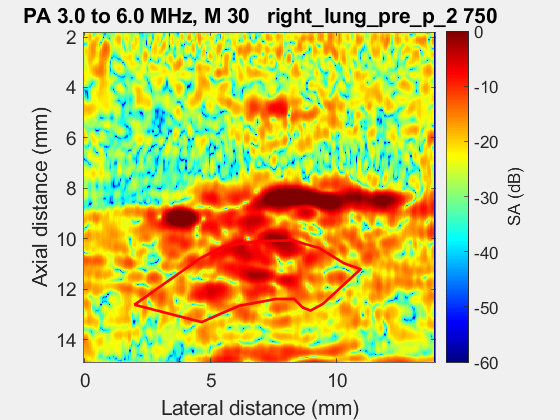 PA 3.0 to 6.0 MHz, M 30 right_lung_pre_p_2 750
2
4
6
8
10
12
14
Axial distance (mm)
0 5 10
Lateral distance (mm)
0
-10
-20
-30
-40
-50
-60
SA (dB)